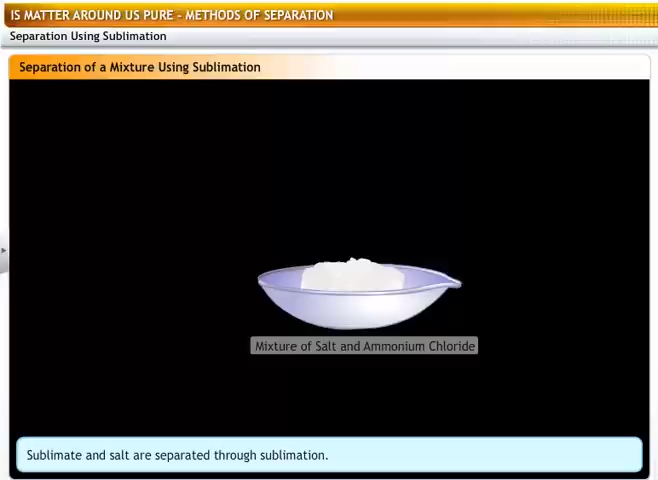 IS MATTER AROUND US PURE - METHODS OF SEPARATION
Separation Using Sublimation
Separation of a Mixture Using Sublimation
Mixture of Salt and Ammonium Chloride
Sublimate and salt are separated through sublimation.